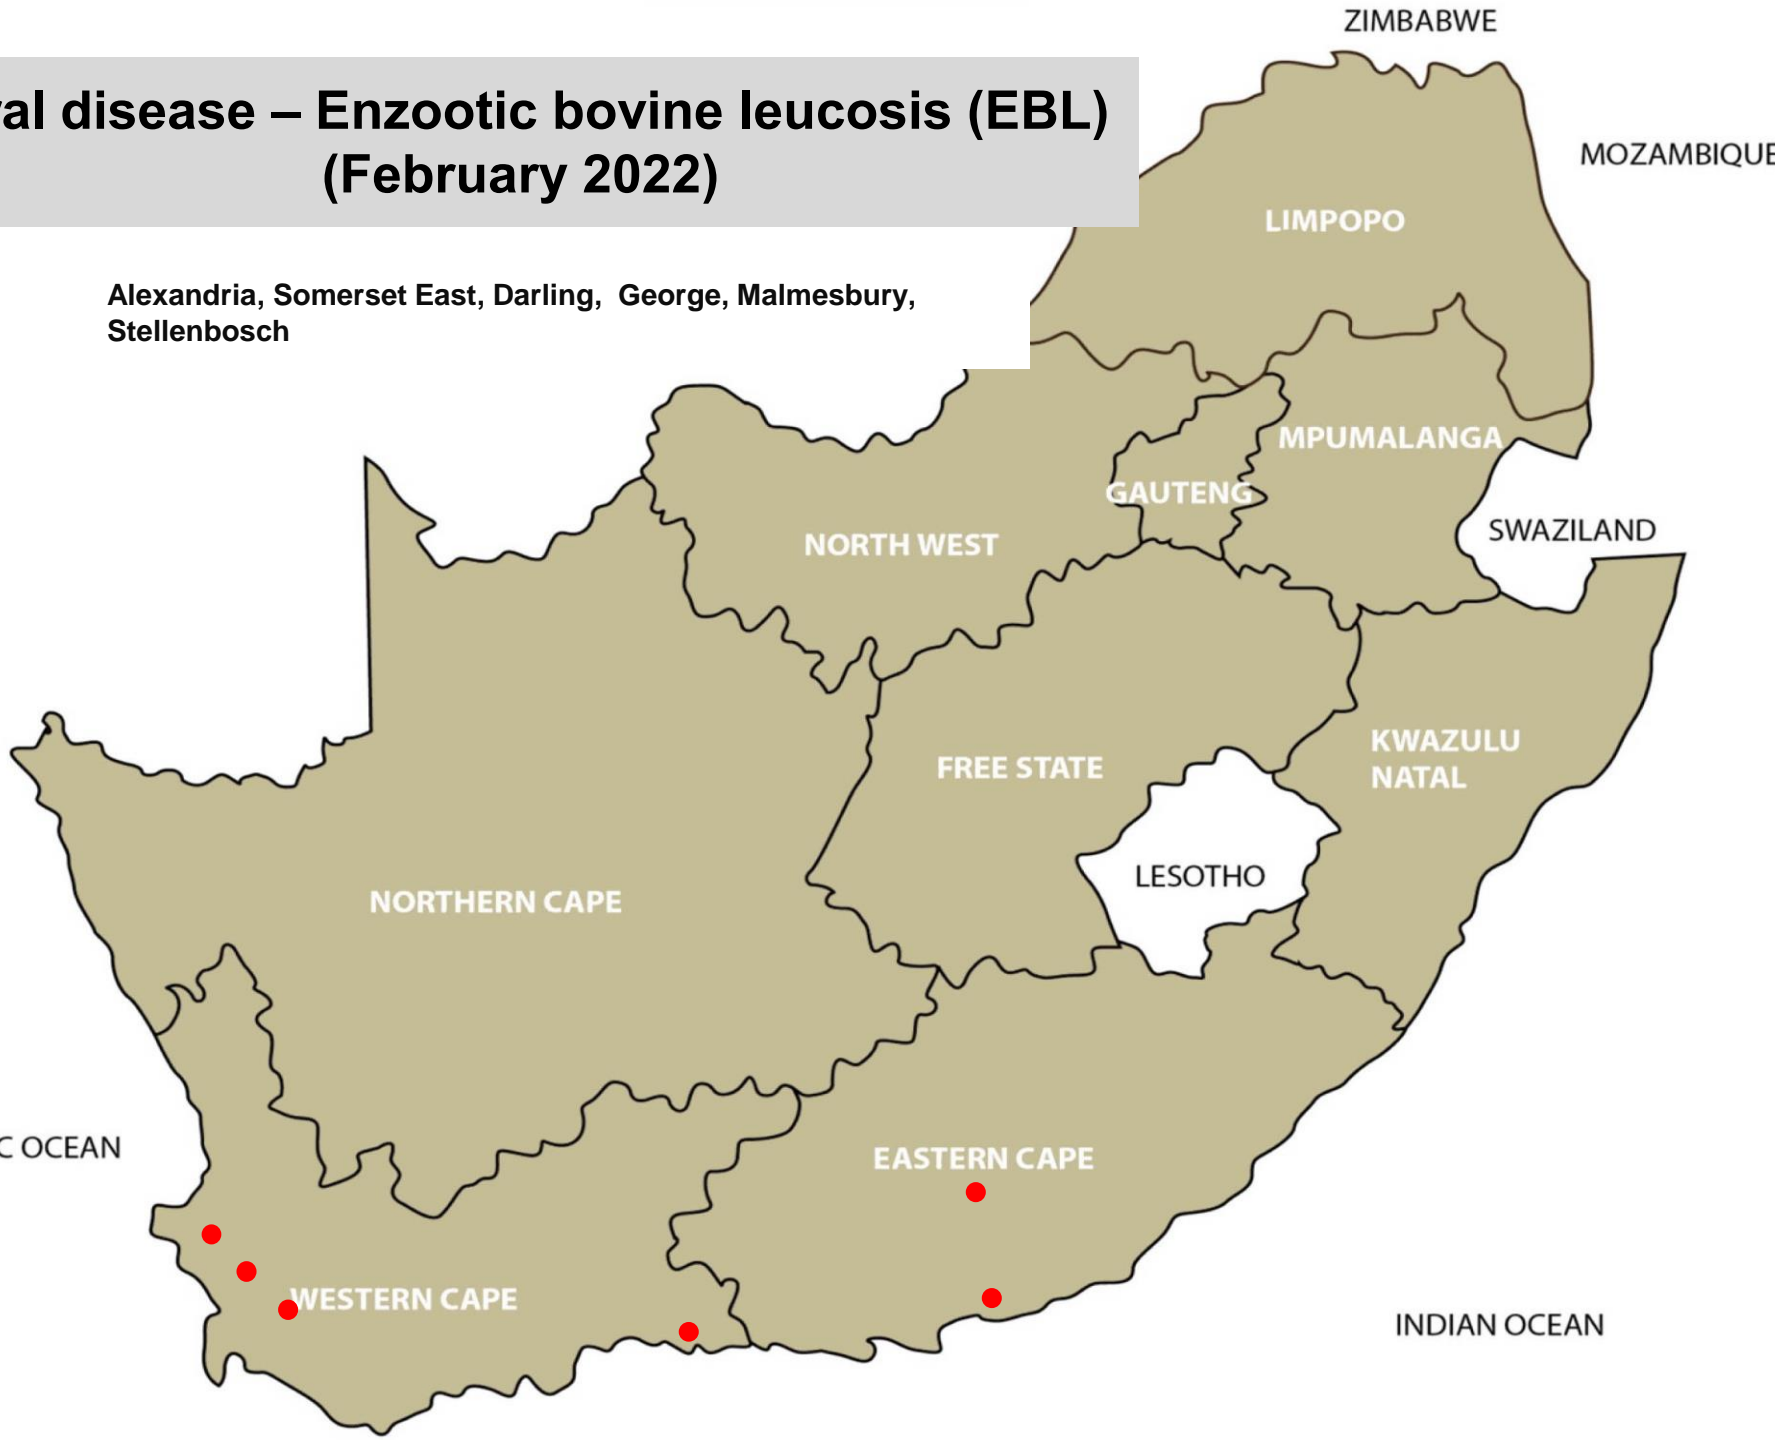 ZIMBABWE
ral disease – Enzootic bovine leucosis (EBL)
(February 2022)
MOZAMBIQUE
LIMPOPO
Alexandria, Somerset East, Darling, George, Malmesbury,
Stellenbosch
MPUMALANGA
GAUTENG
NORTH WEST
SWAZILAND
KWAZULU
NATAL
FREE STATE
LESOTHO
NORTHERN CAPE
C OCEAN
EASTERN CAPE
WESTERN CAPE
INDIAN OCEAN